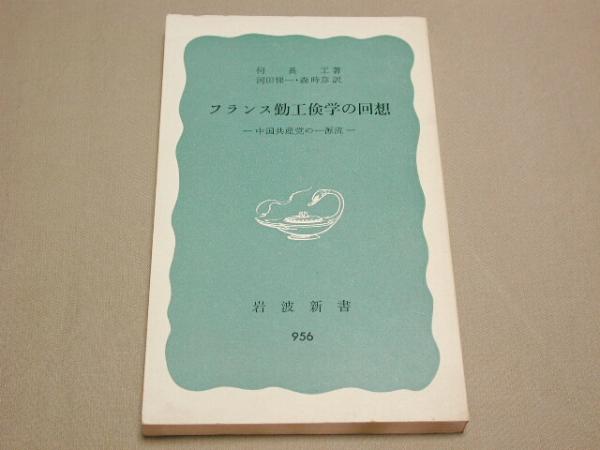 何長工著
河田悌一・森時彦訳
フランス勤工倹学の回想
—中国共産党の一源流—
岩波新書
956